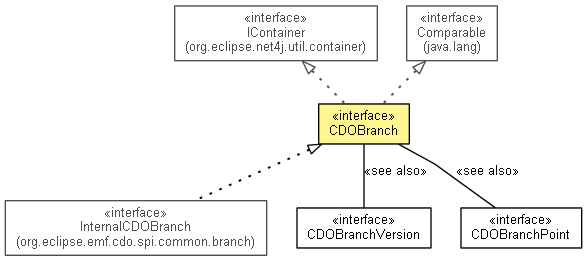 «interface»
IContainer
(org.eclipse.net4j.util.container)
«interface»
Comparable
(java.lang)
«interface»
CDOBranch
«see also»
«see also»
«interface»
InternalCDOBranch
(org.eclipse.emf.cdo.spi.common.branch)
«interface»
CDOBranchVersion
«interface»
CDOBranchPoint